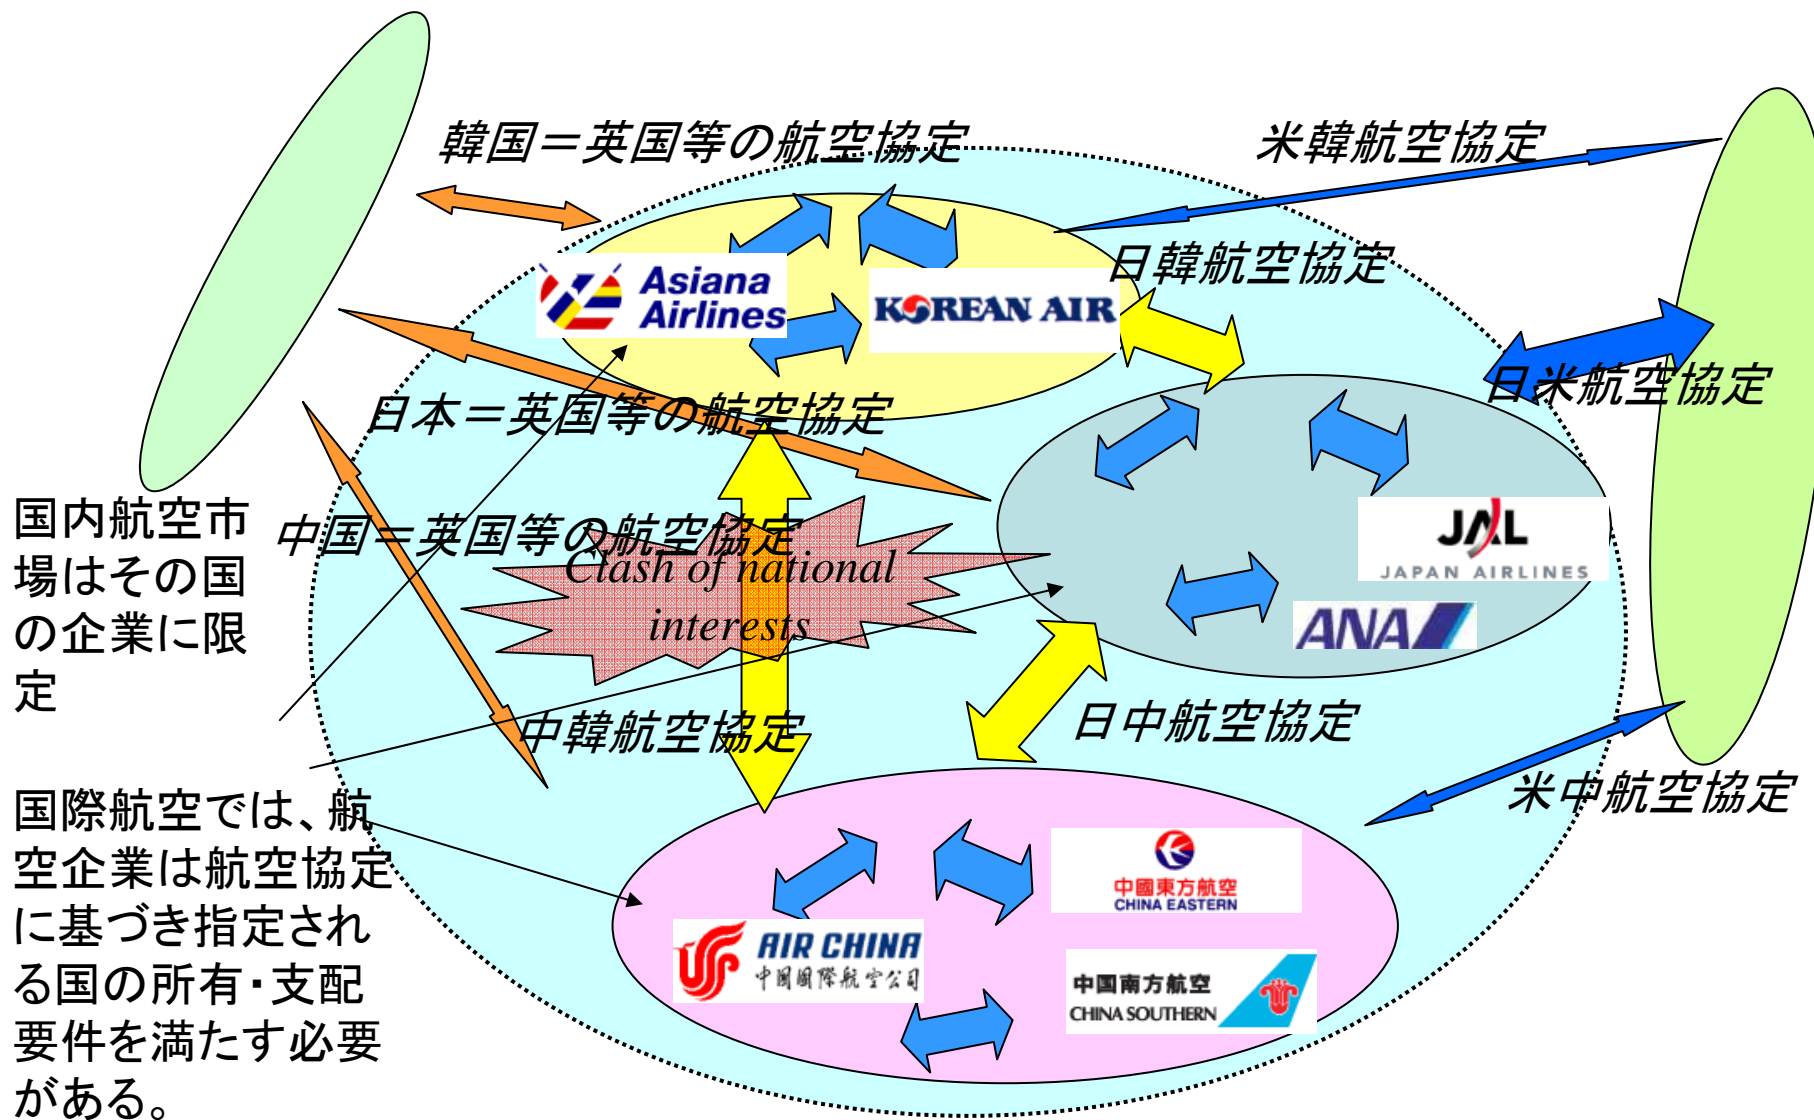 韓国＝英国等の航空協定
米韓航空協定
日韓航空協定
Asiana
Airlines
KOREAN AIR
日米航空協定
日本＝英国等の航空協定
国内航空市
場はその国
の企業に限
定
中国＝英国等の航空協定
Clash of national
interests
JAL
JAPAN AIRLINES
ANA
中韓航空協定
日中航空協定
米中航空協定
国際航空では、航
空企業は航空協定
に基づき指定され
る国の所有・支配
要件を満たす必要
がある。
中國東方航空
CHINA EASTERN
AIR CHINA
中國國際航空公司
中国南方航空
CHINA SOUTHERN